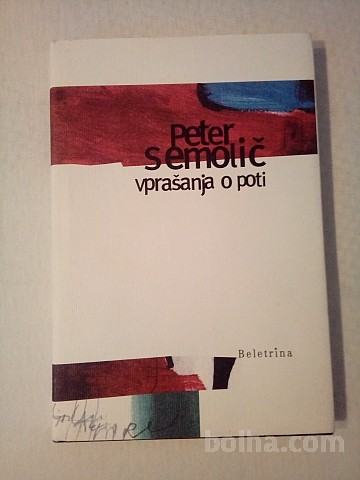 Peter
Semolič
vprašanja o poti
Beletrina
bolha.com